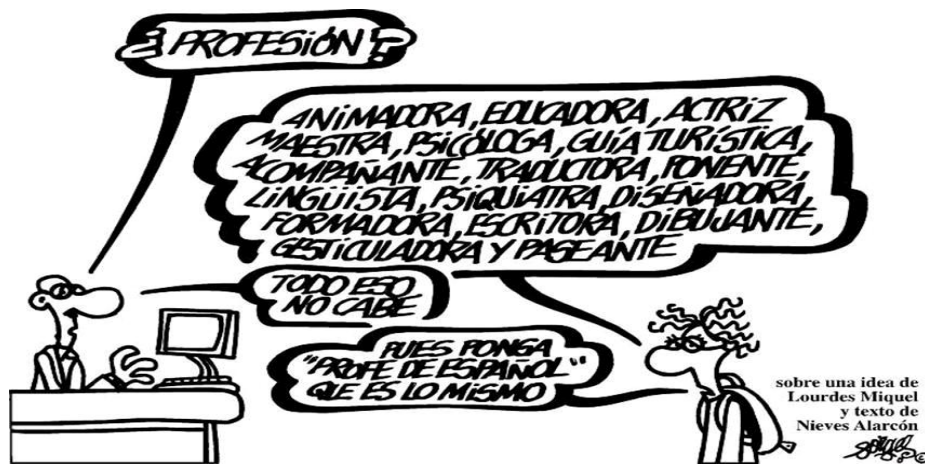 ¿PROFESIÓN?
ANIMADORA, EDUCADORA, ACTRIZ
MAESTRA, PSICÓLOGA, GUÍA TURÍSTICA,
ACOMPAÑANTE, TRADUCTORA, PONENTE,
LINGÜISTA, PSIQUIATRA, DISEÑADORA,
FORMADORA, ESCRITORA, DIBUJANTE,
GESTICULADORA Y PASEANTE
TODO ESO
NO CABE
PUES PONGA
"PROFE DE ESPAÑOL"
QUE ES LO MISMO
sobre una idea de
Lourdes Miquel
y texto de
Nieves Alarcón
Forges ©